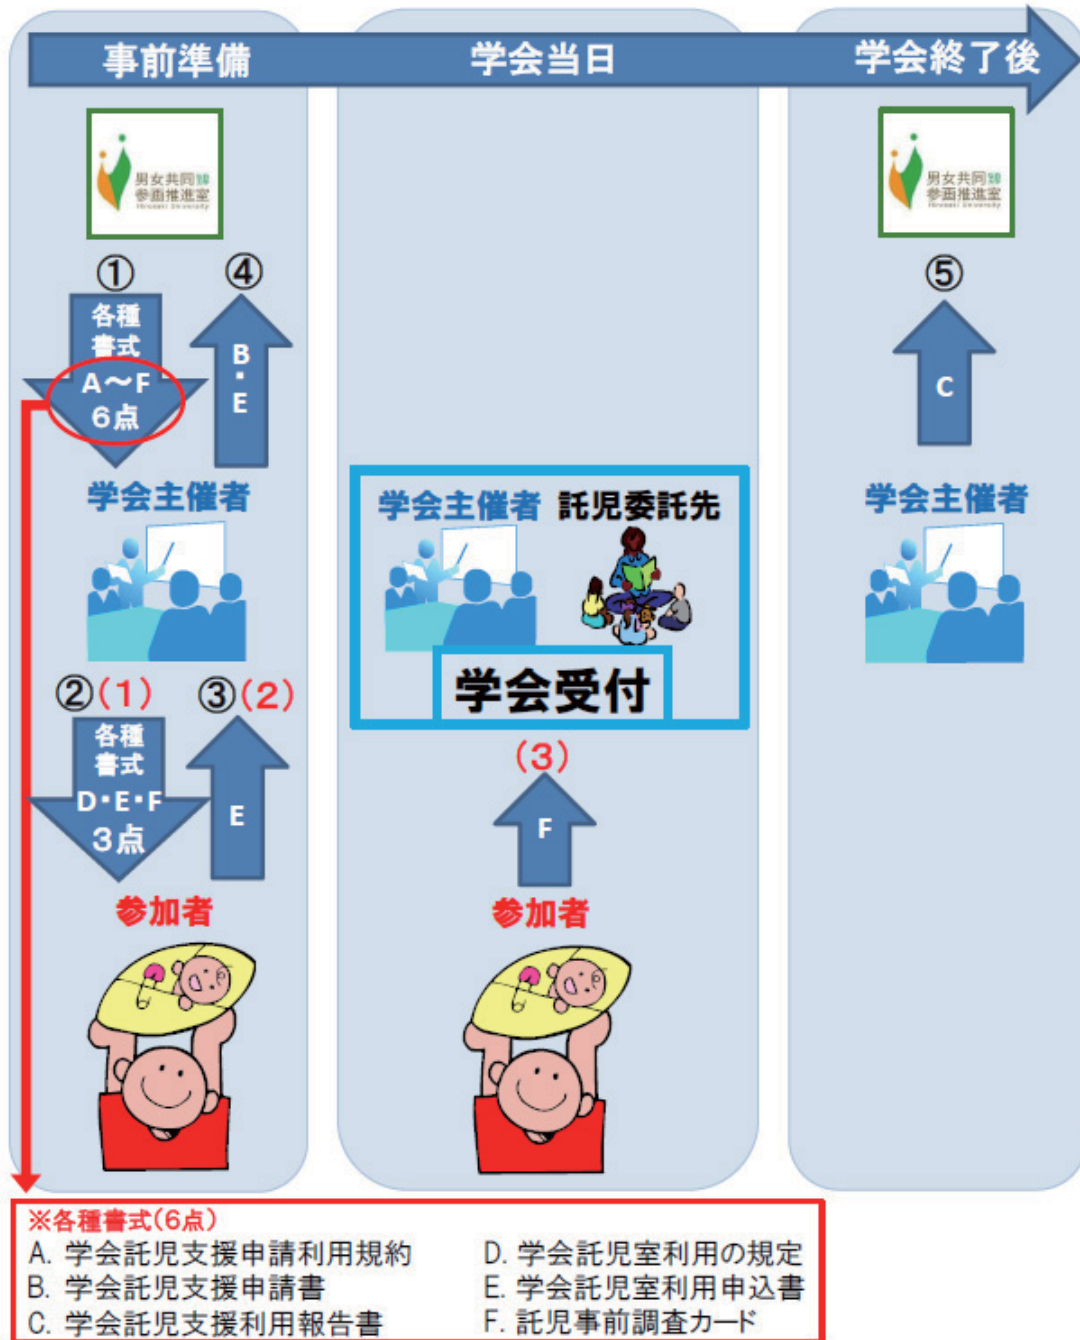 事前準備
学会当日
学会終了後
男女共同
参画推進室
Hirosaki University
男女共同
参画推進室
Hirosaki University
①
④
⑤
各種
書式
A～F
6点
B・E
C
学会主催者
学会主催者
託児委託先
学会受付
学会主催者
②(1)
③(2)
各種
書式
D・E・F
3点
E
(3)
F
参加者
参加者
※各種書式(6点)
A. 学会託児支援申請利用規約
B. 学会託児支援申請書
C. 学会託児支援利用報告書
D. 学会託児室利用の規定
E. 学会託児室利用申込書
F. 託児事前調査カード